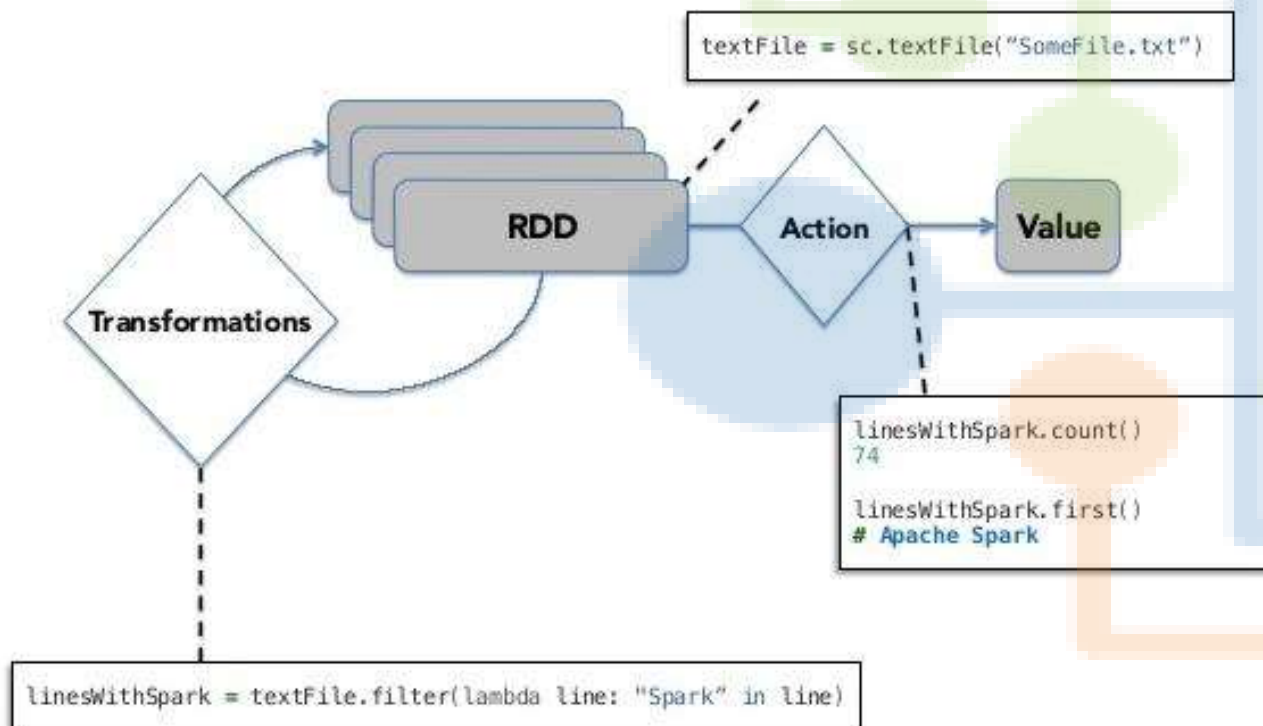 textFile = sc.textFile(“SomeFile.txt”)
RDD
Action
Value
Transformations
linesWithSpark.count()
74
linesWithSpark.first()
# Apache Spark
linesWithSpark = textFile.filter(lambda line: "Spark” in line)